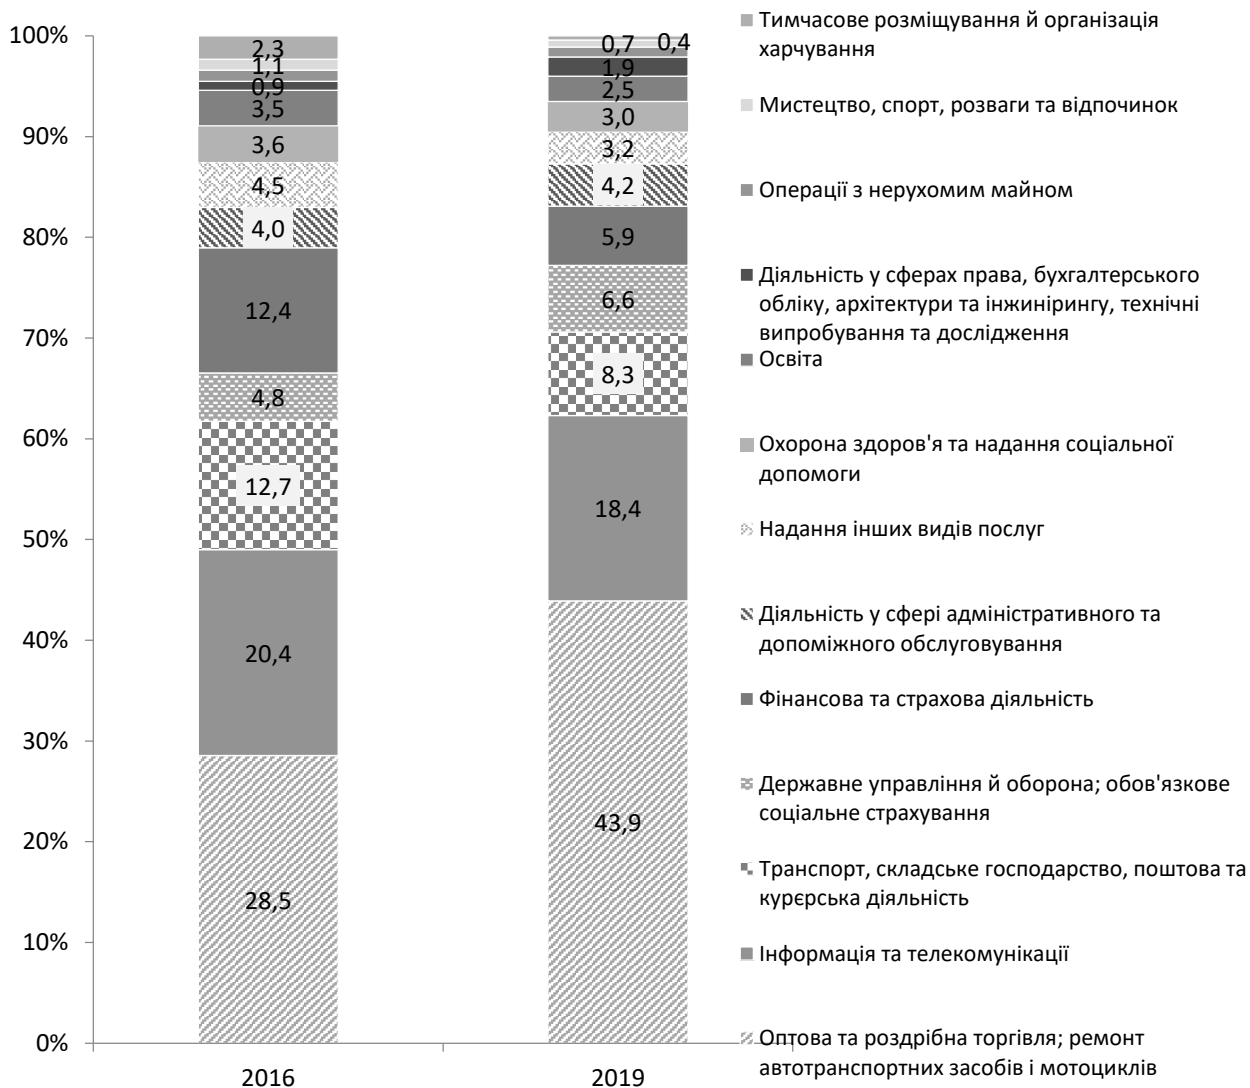 100%
90%
80%
70%
60%
50%
40%
30%
20%
10%
0%
2,3
1,1
0,9
3,5
3,6
4,5
4,0
12,4
4,8
12,7
20,4
28,5
2016
0,4
0,7
1,9
2,5
3,0
3,2
4,2
5,9
6,6
8,3
18,4
43,9
2019
Тимчасове розміщування й організація
харчування
Мистецтво, спорт, розваги та відпочинок
Операції з нерухомим майном
Діяльність у сферах права, бухгалтерського
обліку, архітектури та інжинірингу, технічні
випробування та дослідження
Освіта
Охорона здоров'я та надання соціальної
допомоги
Надання інших видів послуг
Діяльність у сфері адміністративного та
допоміжного обслуговування
Фінансова та страхова діяльність
Державне управління й оборона; обов'язкове
соціальне страхування
Транспорт, складське господарство, поштова та
курєрська діяльність
Інформація та телекомунікації
Оптова та роздрібна торгівля; ремонт
автотранспортних засобів і мотоциклів